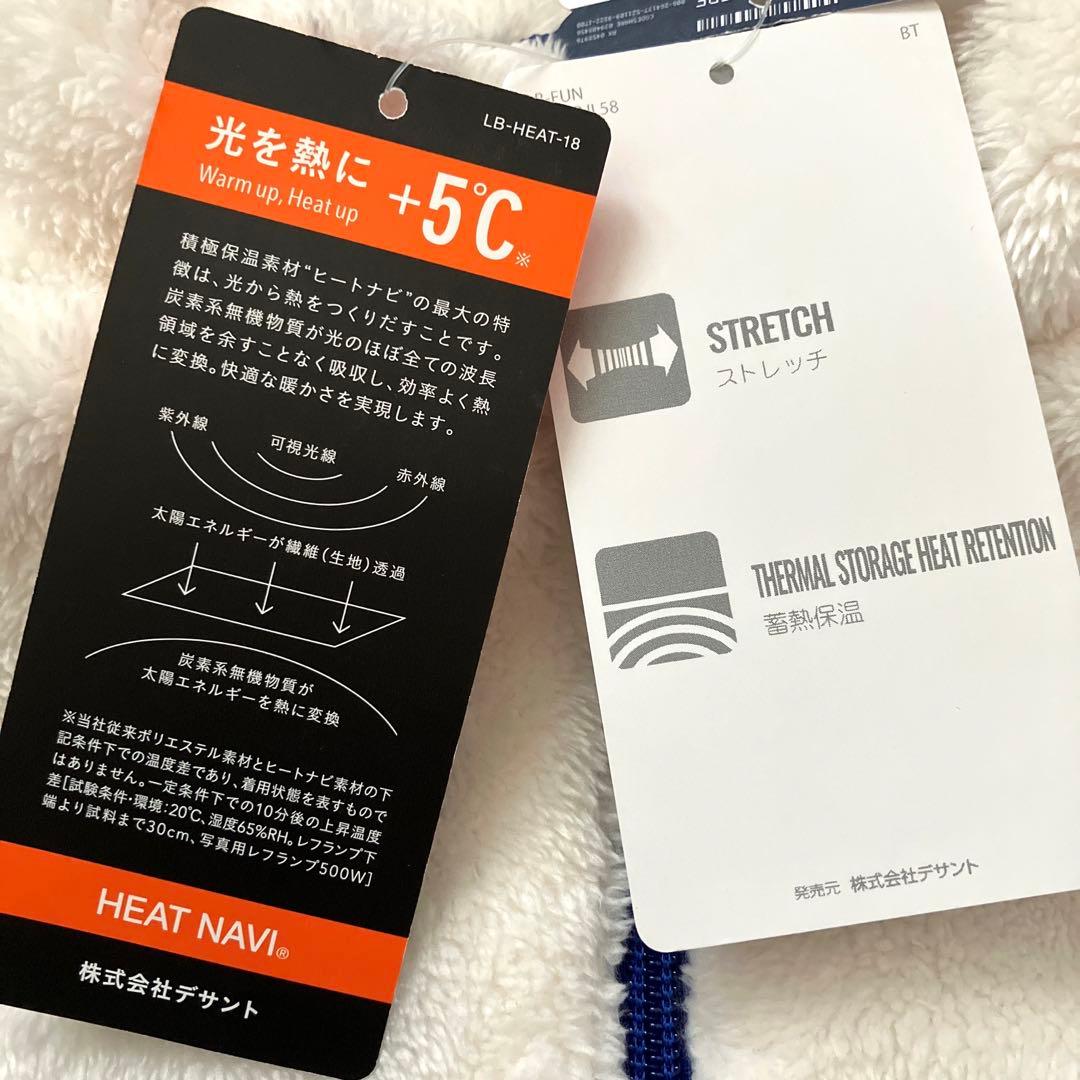 LB-HEAT-18
光を熱に
Warm up, Heat up
+5℃※
積極保温素材“ヒートナビ”の最大の特
徴は、光から熱をつくりだすことです。
炭素系無機物質が光のほぼ全ての波長
領域を余すことなく吸収し、効率よく熱
に変換。快適な暖かさを実現します。
紫外線
可視光線
赤外線
太陽エネルギーが繊維(生地)透過
炭素系無機物質が
太陽エネルギーを熱に変換
※当社従来ポリエステル素材とヒートナビ素材の下
記条件下での温度差であり、着用状態を表すもので
はありません。一定条件下での10分後の上昇温度
差[試験条件・環境:20℃、湿度65%RH。レフランプ下
端より試料まで30cm、写真用レフランプ500W]
HEAT NAVI®
株式会社デサント
BT
STRETCH
ストレッチ
THERMAL STORAGE HEAT RETENTION
蓄熱保温
発売元 株式会社デサント